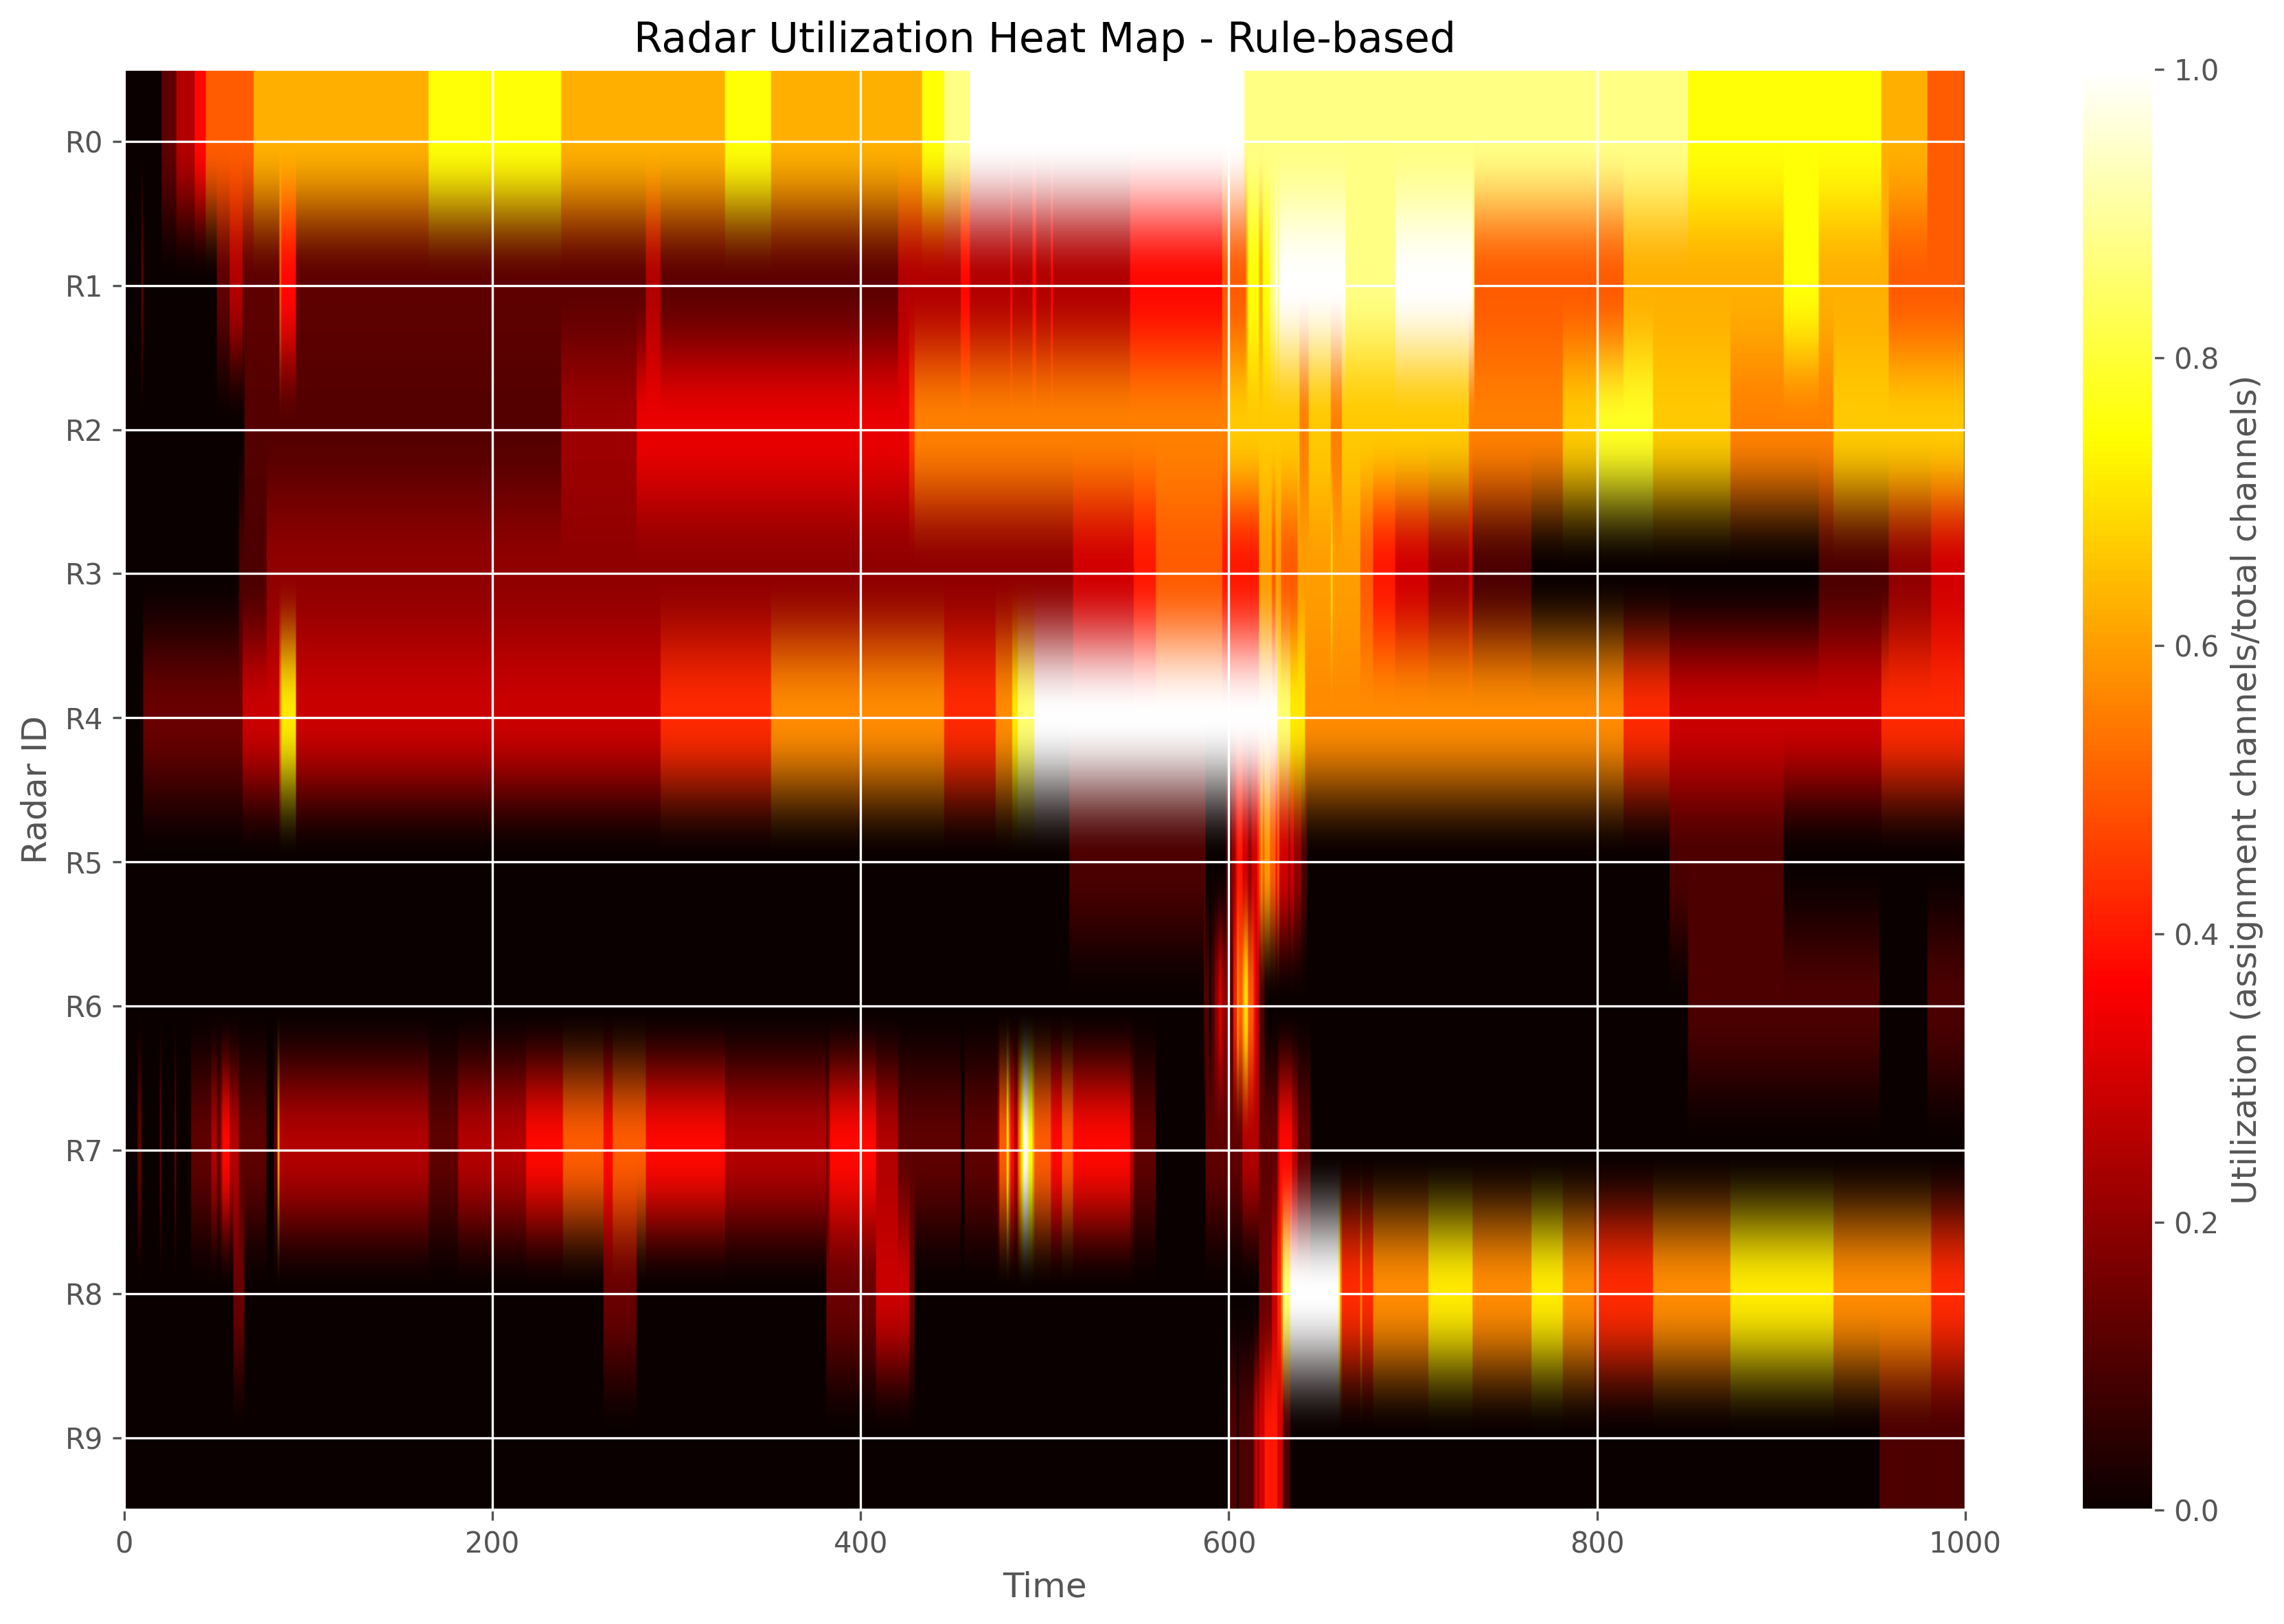 Radar Utilization Heat Map - Rule-based
Radar ID
R0
R1
R2
R3
R4
R5
R6
R7
R8
R9
0
200
400
600
800
1000
Time
1.0
0.8
0.6
0.4
0.2
0.0
Utilization (assignment channels/total channels)